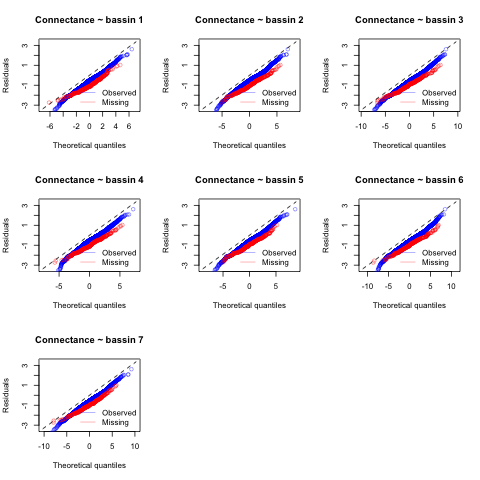 Connectance ~ bassin 1
Connectance ~ bassin 2
Connectance ~ bassin 3
Residuals
3
1
-1
-3
Observed
Missing
-6
-2
0
2
4
6
Theoretical quantiles
Residuals
3
1
-1
-3
Observed
Missing
-5
0
5
Theoretical quantiles
Residuals
3
1
-1
-3
Observed
Missing
-10
-5
0
5
10
Theoretical quantiles
Connectance ~ bassin 4
Connectance ~ bassin 5
Connectance ~ bassin 6
Residuals
3
1
-1
-3
Observed
Missing
-5
0
5
Theoretical quantiles
Residuals
3
1
-1
-3
Observed
Missing
-5
0
5
Theoretical quantiles
Residuals
3
1
-1
-3
Observed
Missing
-10
-5
0
5
10
Theoretical quantiles
Connectance ~ bassin 7
Residuals
3
1
-1
-3
Observed
Missing
-10
-5
0
5
10
Theoretical quantiles